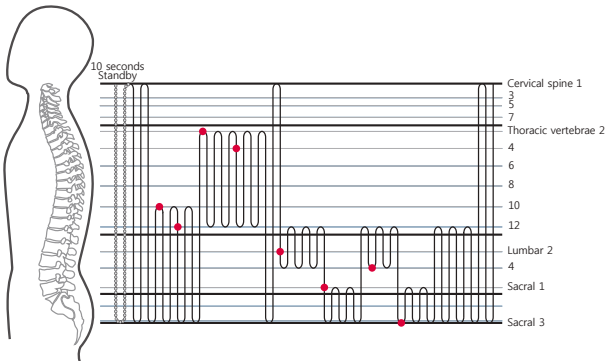 10 seconds
Standby
Cervical spine 1
3
5
7
Thoracic vertebrae 2
4
6
8
10
12
Lumbar 2
4
Sacral 1
Sacral 3